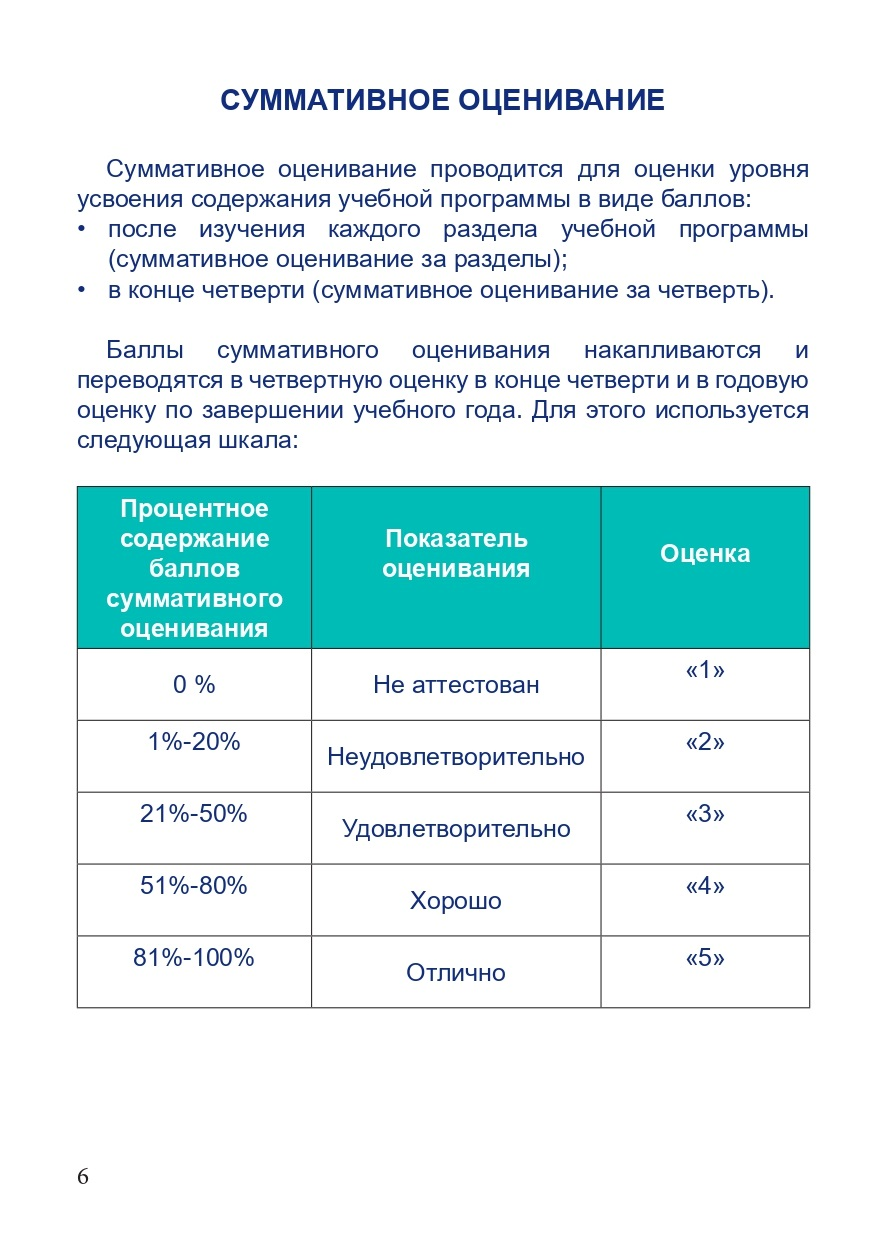 СУММАТИВНОЕ ОЦЕНИВАНИЕ
Суммативное оценивание проводится для оценки уровня
усвоения содержания учебной программы в виде баллов:
• после изучения каждого раздела учебной программы
(суммативное оценивание за разделы);
• в конце четверти (суммативное оценивание за четверть).
Баллы суммативного оценивания накапливаются и
переводятся в четвертную оценку в конце четверти и в годовую
оценку по завершении учебного года. Для этого используется
следующая шкала:
Процентное
содержание
баллов
суммативного
оценивания
Показатель
оценивания
Оценка
0 % Не аттестован «1»
1%-20% Неудовлетворительно «2»
21%-50% Удовлетворительно «3»
51%-80% Хорошо «4»
81%-100% Отлично «5»
6